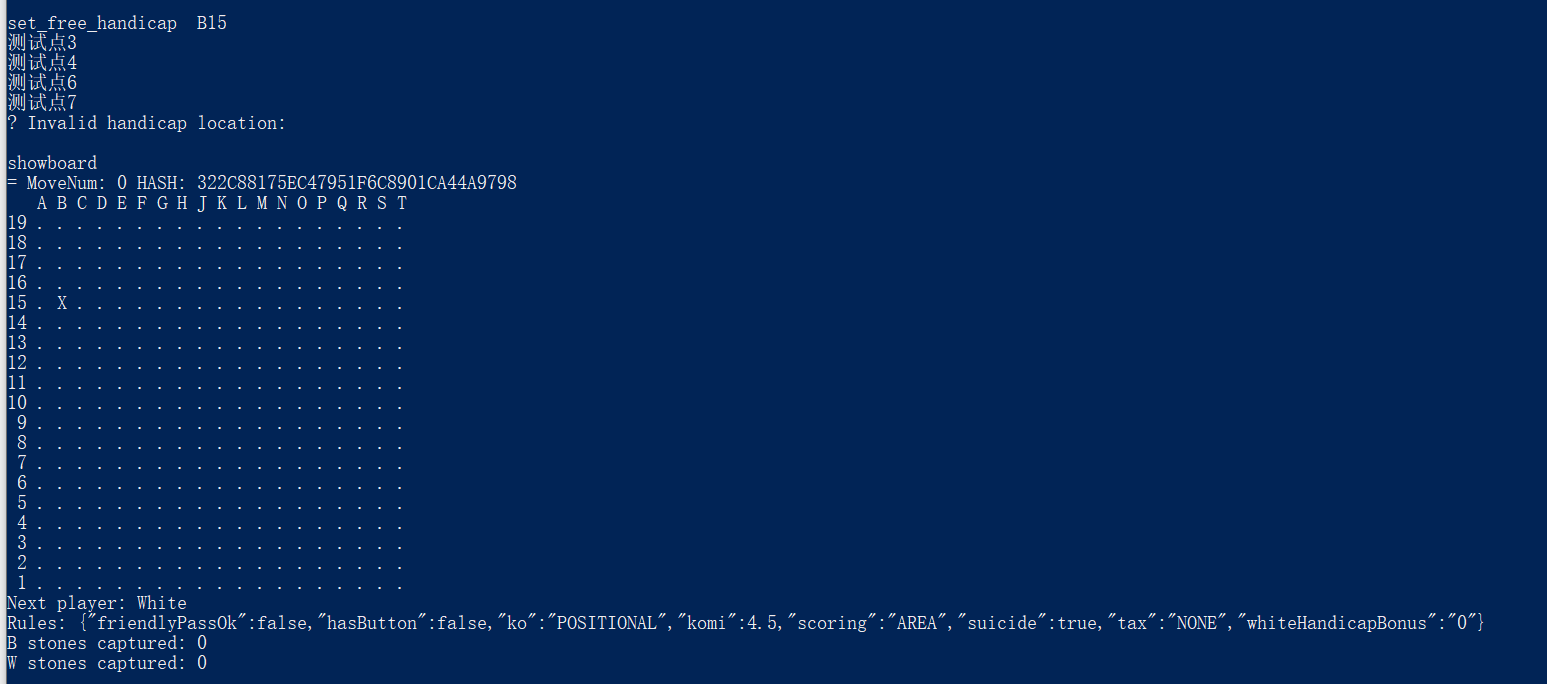 set_free_handicap  B15
测试点3
测试点4
测试点6
测试点7
? Invalid handicap location:
showboard
= MoveNum: 0 HASH: 322C88175EC47951F6C8901CA44A9798
   A B C D E F G H J K L M N O P Q R S T
19 . . . . . . . . . . . . . . . . . . .
18 . . . . . . . . . . . . . . . . . . .
17 . . . . . . . . . . . . . . . . . . .
16 . . . . . . . . . . . . . . . . . . .
15 . X . . . . . . . . . . . . . . . . .
14 . . . . . . . . . . . . . . . . . . .
13 . . . . . . . . . . . . . . . . . . .
12 . . . . . . . . . . . . . . . . . . .
11 . . . . . . . . . . . . . . . . . . .
10 . . . . . . . . . . . . . . . . . . .
 9 . . . . . . . . . . . . . . . . . . .
 8 . . . . . . . . . . . . . . . . . . .
 7 . . . . . . . . . . . . . . . . . . .
 6 . . . . . . . . . . . . . . . . . . .
 5 . . . . . . . . . . . . . . . . . . .
 4 . . . . . . . . . . . . . . . . . . .
 3 . . . . . . . . . . . . . . . . . . .
 2 . . . . . . . . . . . . . . . . . . .
 1 . . . . . . . . . . . . . . . . . . .
Next player: White
Rules: {"friendlyPassOk":false,"hasButton":false,"ko":"POSITIONAL","komi":4.5,"scoring":"AREA","suicide":true,"tax":"NONE","whiteHandicapBonus":"0"}
B stones captured: 0
W stones captured: 0